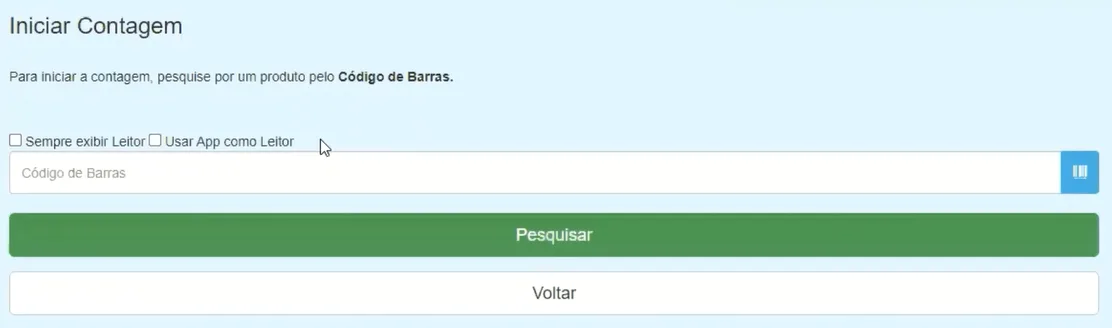 Iniciar Contagem
Para iniciar a contagem, pesquise por um produto pelo Código de Barras.
Sempre exibir Leitor Usar App como Leitor
Código de Barras
Pesquisar
Voltar